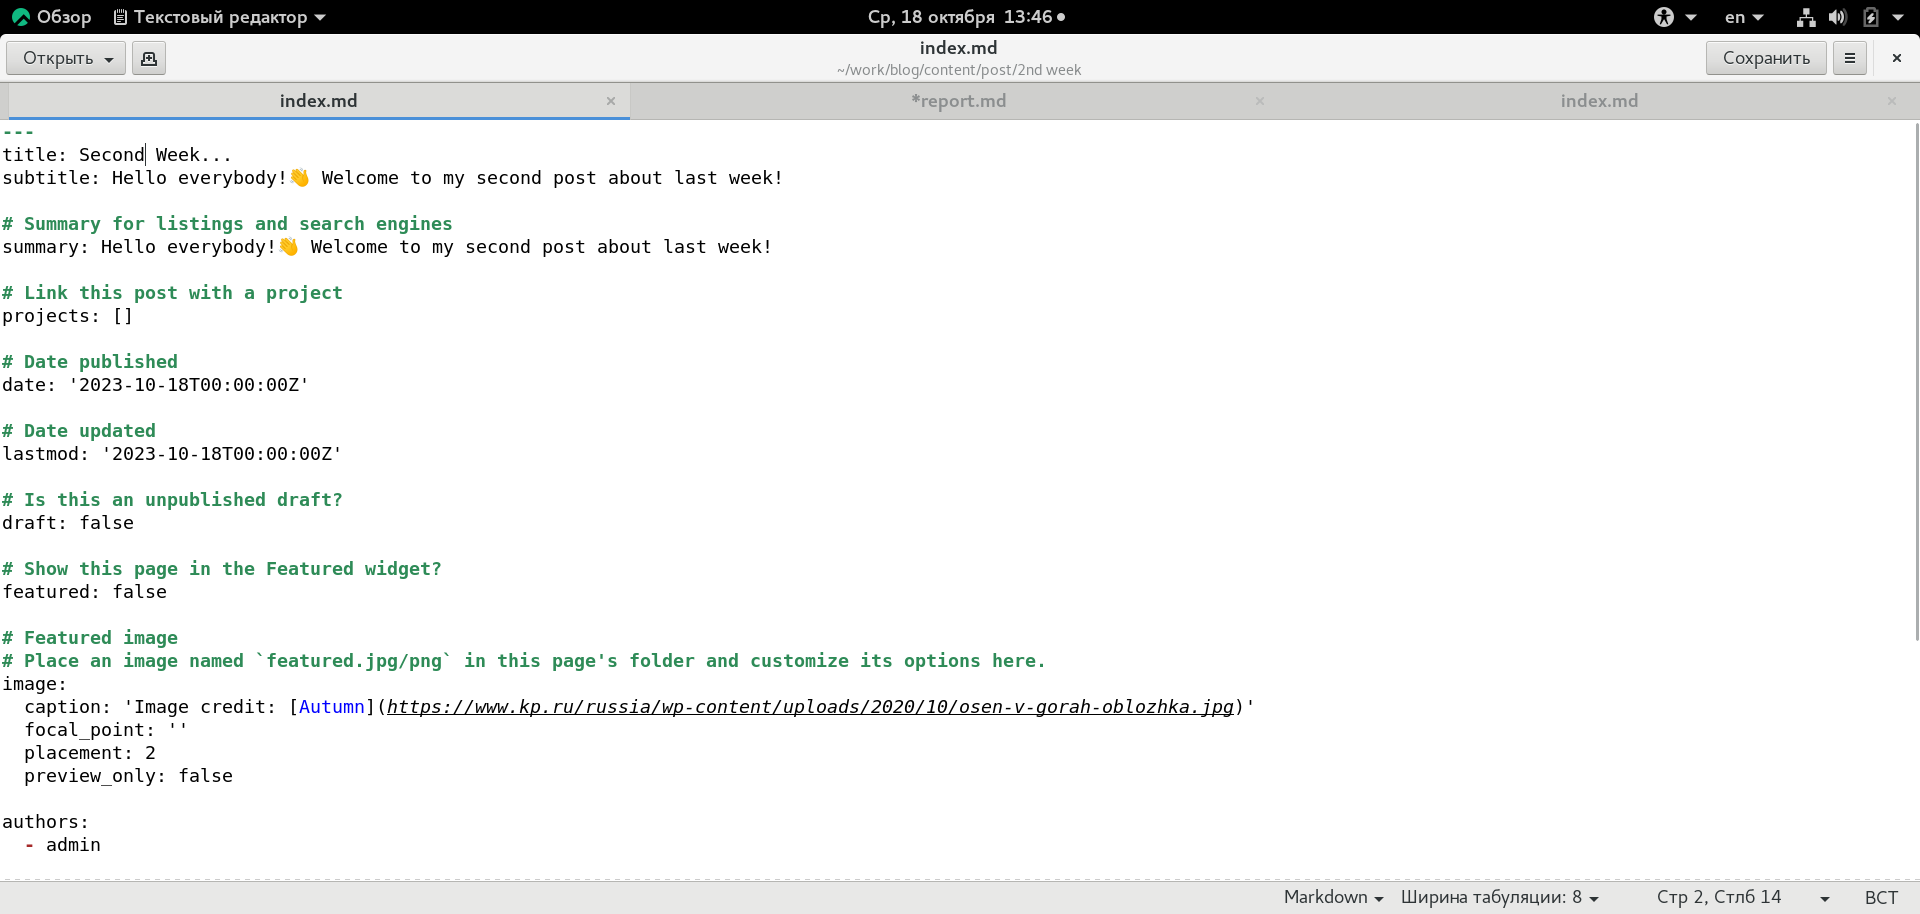 Обзор Текстовый редактор Ср, 18 октября 13:46 en
Открыть index.md Сохранить
~/work/blog/content/post/2nd week
index.md *report.md index.md
---
title: Second Week...
subtitle: Hello everybody!👋 Welcome to my second post about last week!
# Summary for listings and search engines
summary: Hello everybody!👋 Welcome to my second post about last week!
# Link this post with a project
projects: []
# Date published
date: '2023-10-18T00:00:00Z'
# Date updated
lastmod: '2023-10-18T00:00:00Z'
# Is this an unpublished draft?
draft: false
# Show this page in the Featured widget?
featured: false
# Featured image
# Place an image named `featured.jpg/png` in this page's folder and customize its options here.
image:
  caption: 'Image credit: [Autumn](https://www.kp.ru/russia/wp-content/uploads/2020/10/osen-v-gorah-oblozhka.jpg)'
  focal_point: ''
  placement: 2
  preview_only: false
authors:
  - admin
Markdown Ширина табуляции: 8 Стр 2, Стлб 14 ВСТ